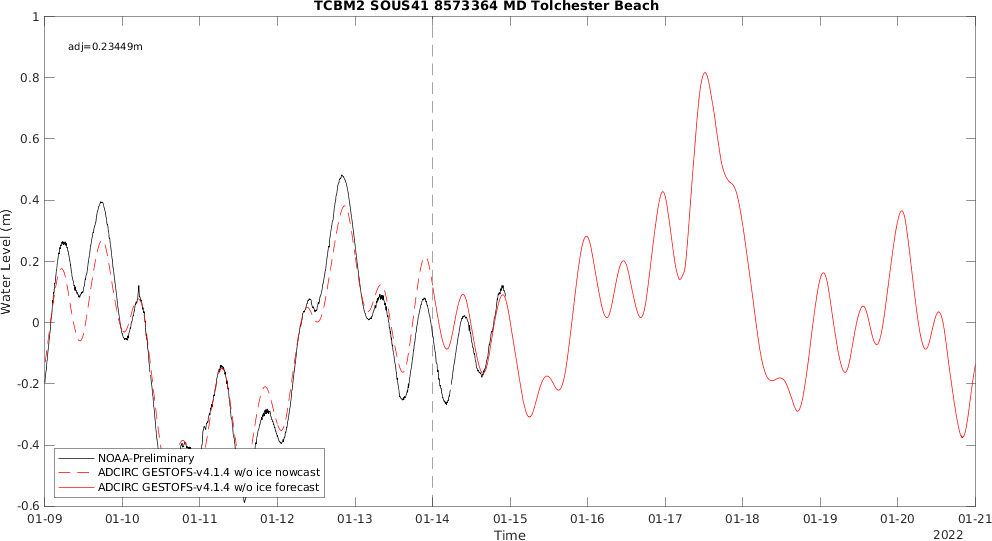 TCBM2 SOUS41 8573364 MD Tolchester Beach
adj=0.23449m
Water Level (m)
1
0.8
0.6
0.4
0.2
0
-0.2
-0.4
-0.6
NOAA-Preliminary
ADCIRC GESTOFS-v4.1.4 w/o ice nowcast
ADCIRC GESTOFS-v4.1.4 w/o ice forecast
01-09 01-10 01-11 01-12 01-13 01-14 01-15 01-16 01-17 01-18 01-19 01-20 01-21
Time
2022